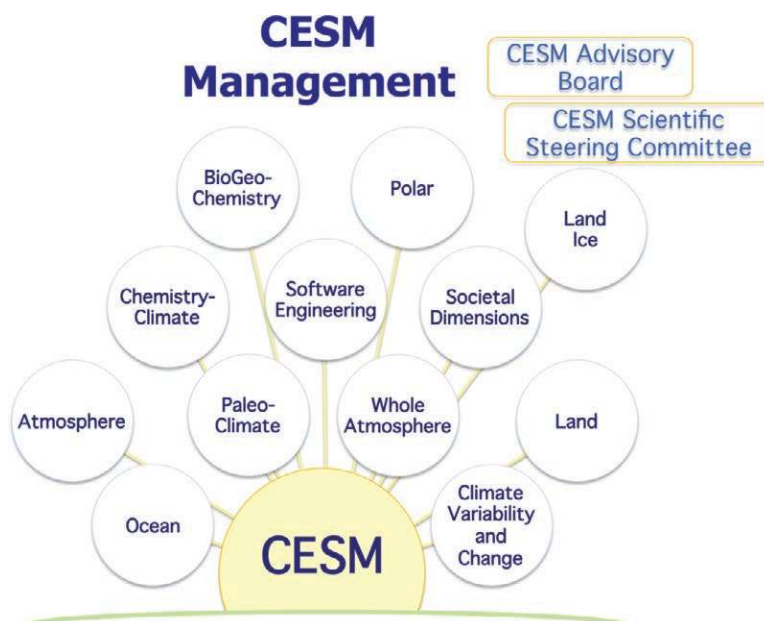 CESM
Management
CESM Advisory
Board
CESM Scientific
Steering Committee
BioGeo-
Chemistry
Polar
Land
Ice
Chemistry-
Climate
Software
Engineering
Societal
Dimensions
Atmosphere
Paleo-
Climate
Whole
Atmosphere
Land
Ocean
CESM
Climate
Variability
and
Change